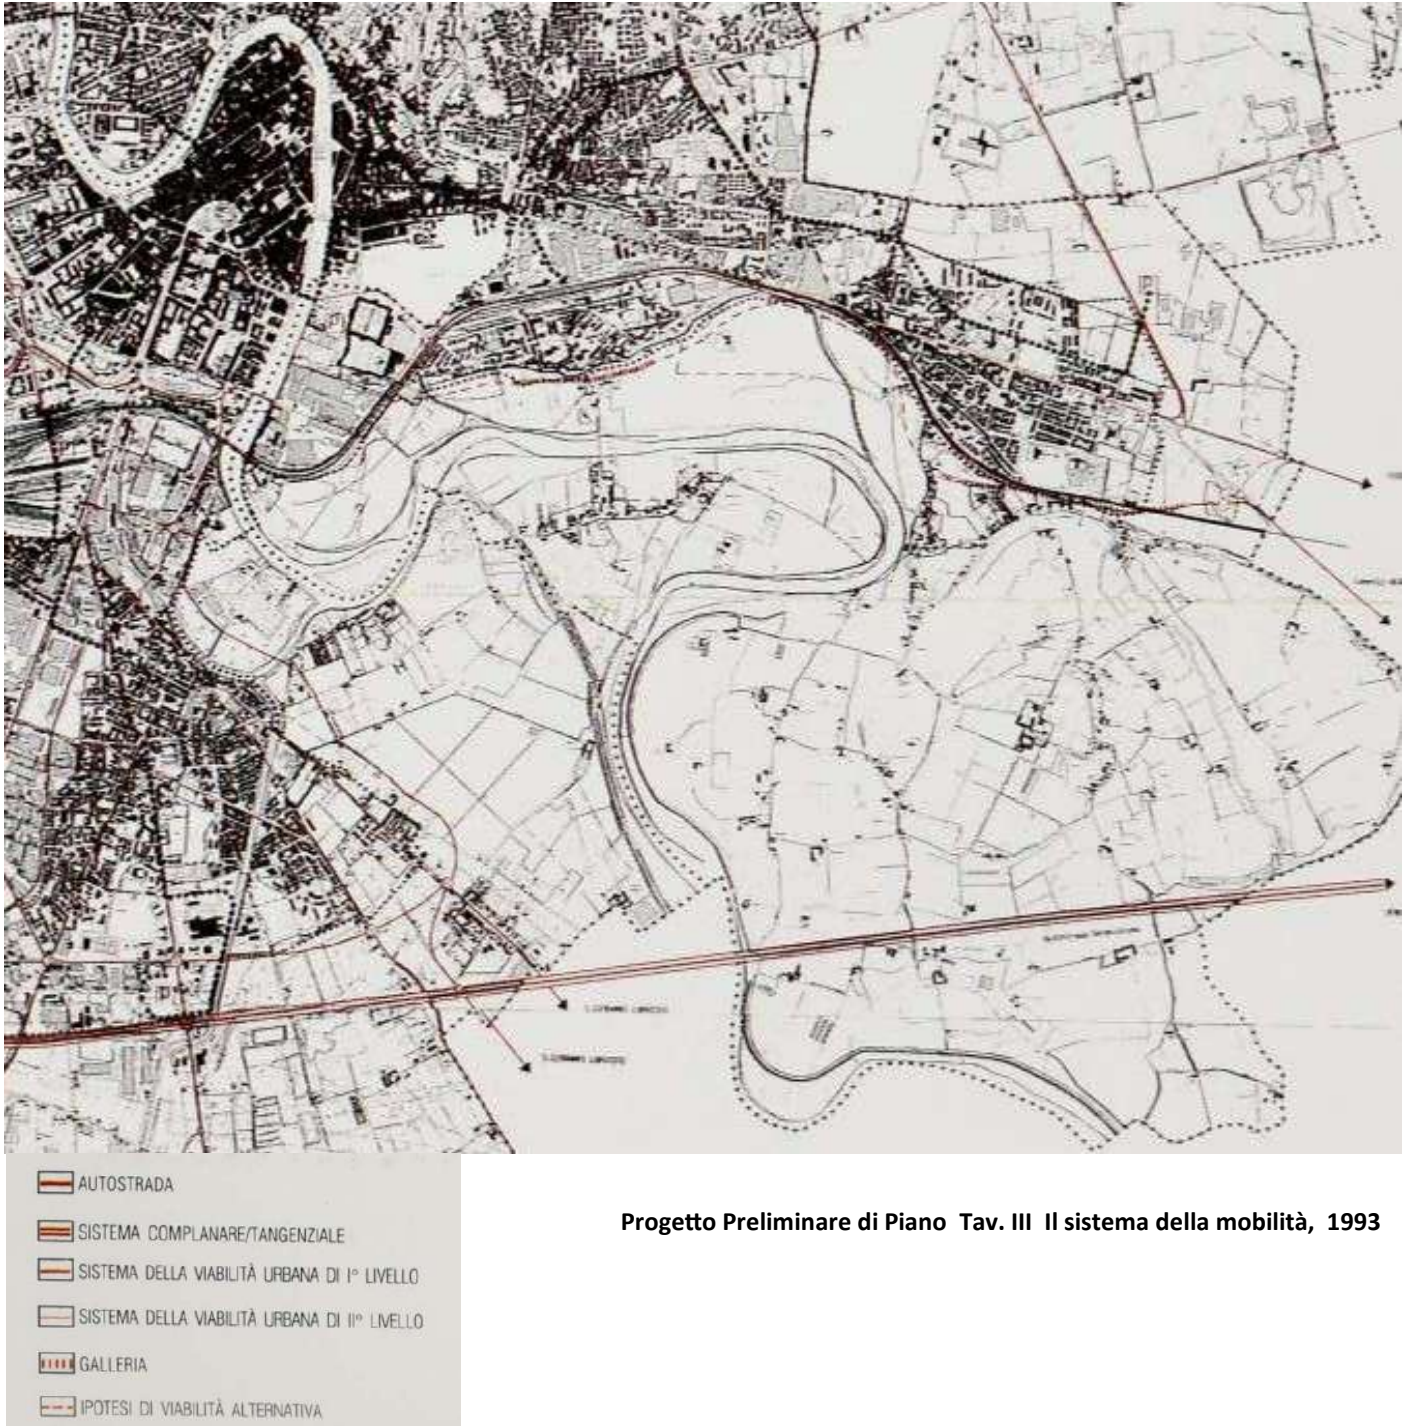 AUTOSTRADA
SISTEMA COMPLANARE/TANGENZIALE
SISTEMA DELLA VIABILITÀ URBANA DI I° LIVELLO
SISTEMA DELLA VIABILITÀ URBANA DI II° LIVELLO
GALLERIA
IPOTESI DI VIABILITÀ ALTERNATIVA
Progetto Preliminare di Piano Tav. III Il sistema della mobilità, 1993